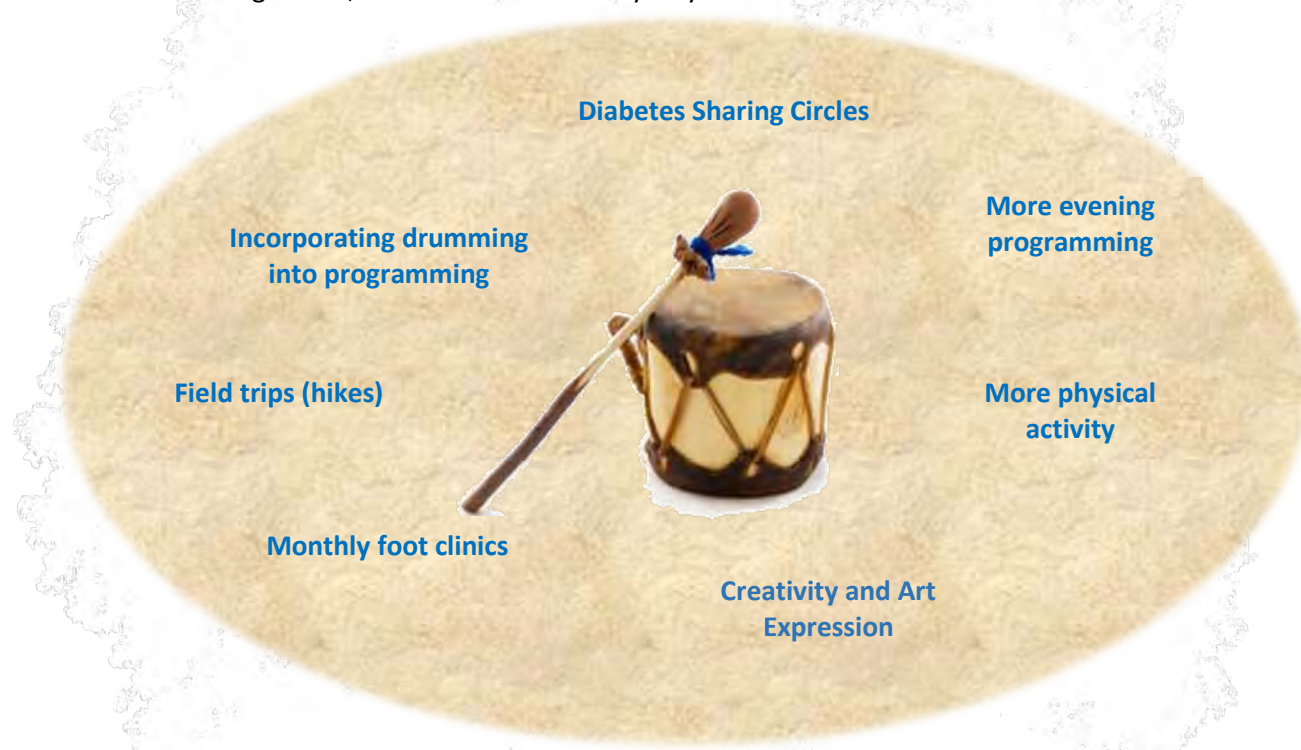 Diabetes Sharing Circles
More evening
programming
Incorporating drumming
into programming
Field trips (hikes)
More physical
activity
Monthly foot clinics
Creativity and Art
Expression